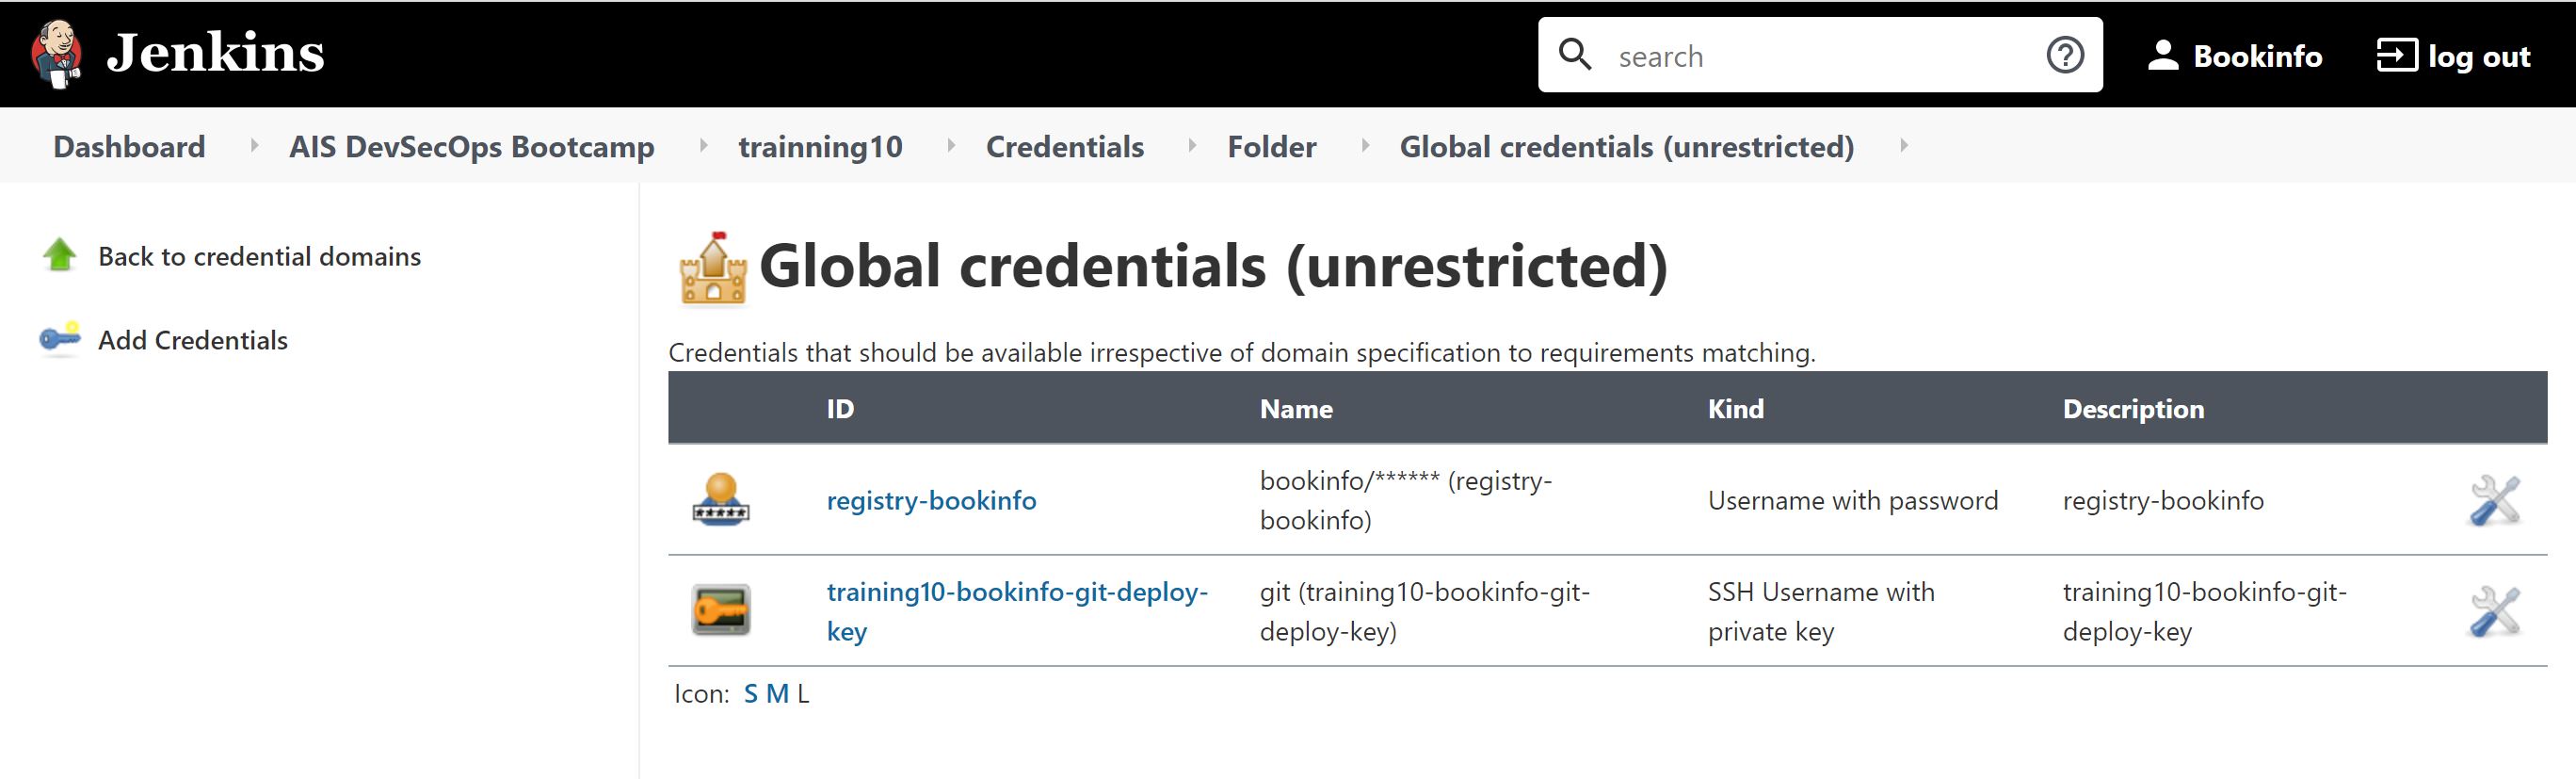 Jenkins
search
Bookinfo
log out
Dashboard
AIS DevSecOps Bootcamp
trainning10
Credentials
Folder
Global credentials (unrestricted)
Back to credential domains
Add Credentials
Global credentials (unrestricted)
Credentials that should be available irrespective of domain specification to requirements matching.
ID Name Kind Description
registry-bookinfo
bookinfo/****** (registry-
bookinfo)
Username with password
registry-bookinfo
training10-bookinfo-git-deploy-
key
git (training10-bookinfo-git-
deploy-key)
SSH Username with
private key
training10-bookinfo-git-
deploy-key
Icon: S M L